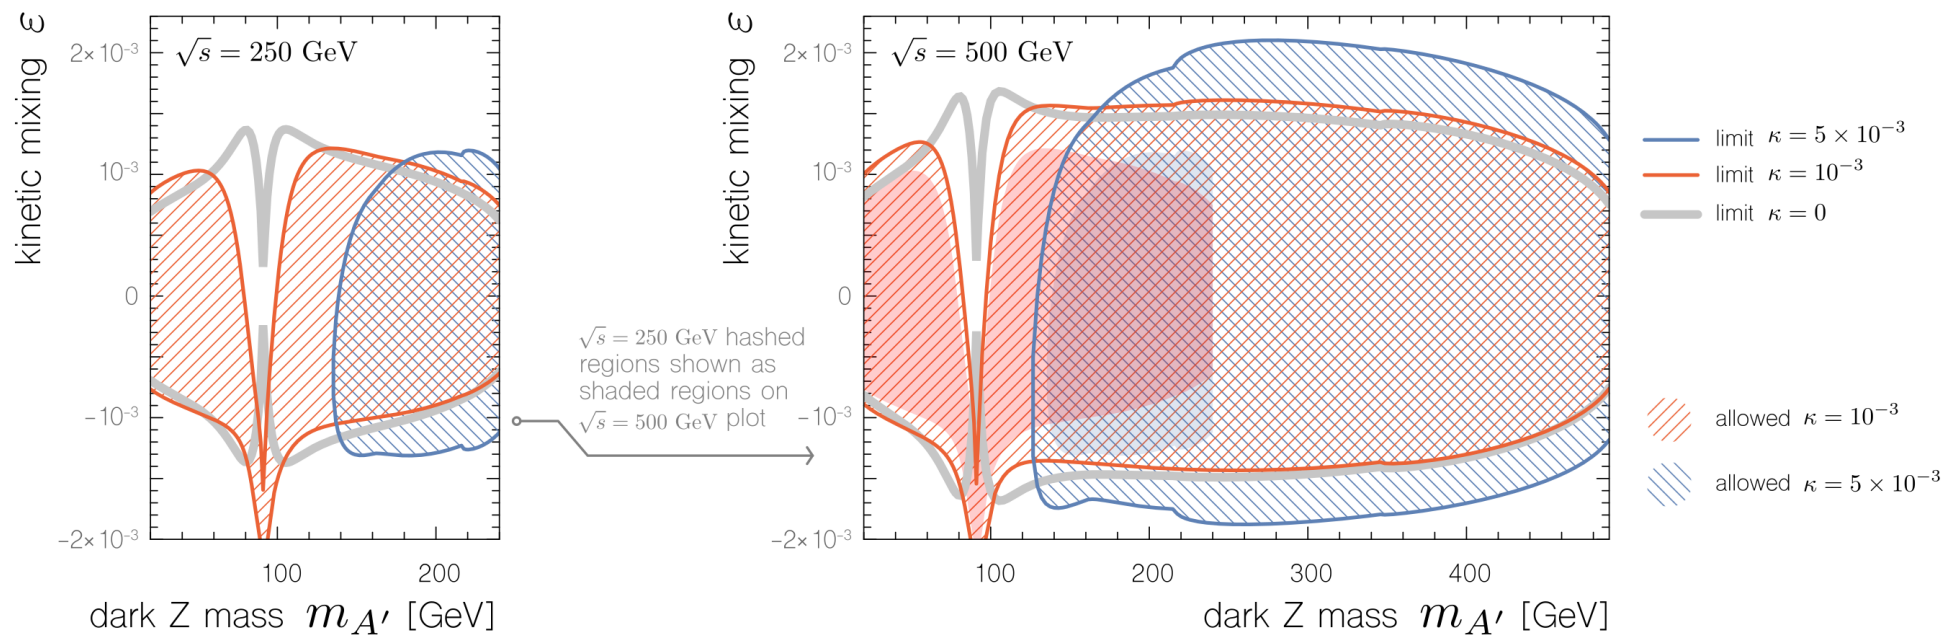 kinetic mixing ε
√s = 250 GeV
2×10⁻³
10⁻³
0
−10⁻³
−2×10⁻³
100
200
dark Z mass m_A′ [GeV]
√s = 250 GeV hashed
regions shown as
shaded regions on
√s = 500 GeV plot
kinetic mixing ε
√s = 500 GeV
2×10⁻³
10⁻³
0
−10⁻³
−2×10⁻³
100
200
300
400
dark Z mass m_A′ [GeV]
limit κ = 5 × 10⁻³
limit κ = 10⁻³
limit κ = 0
allowed κ = 10⁻³
allowed κ = 5 × 10⁻³